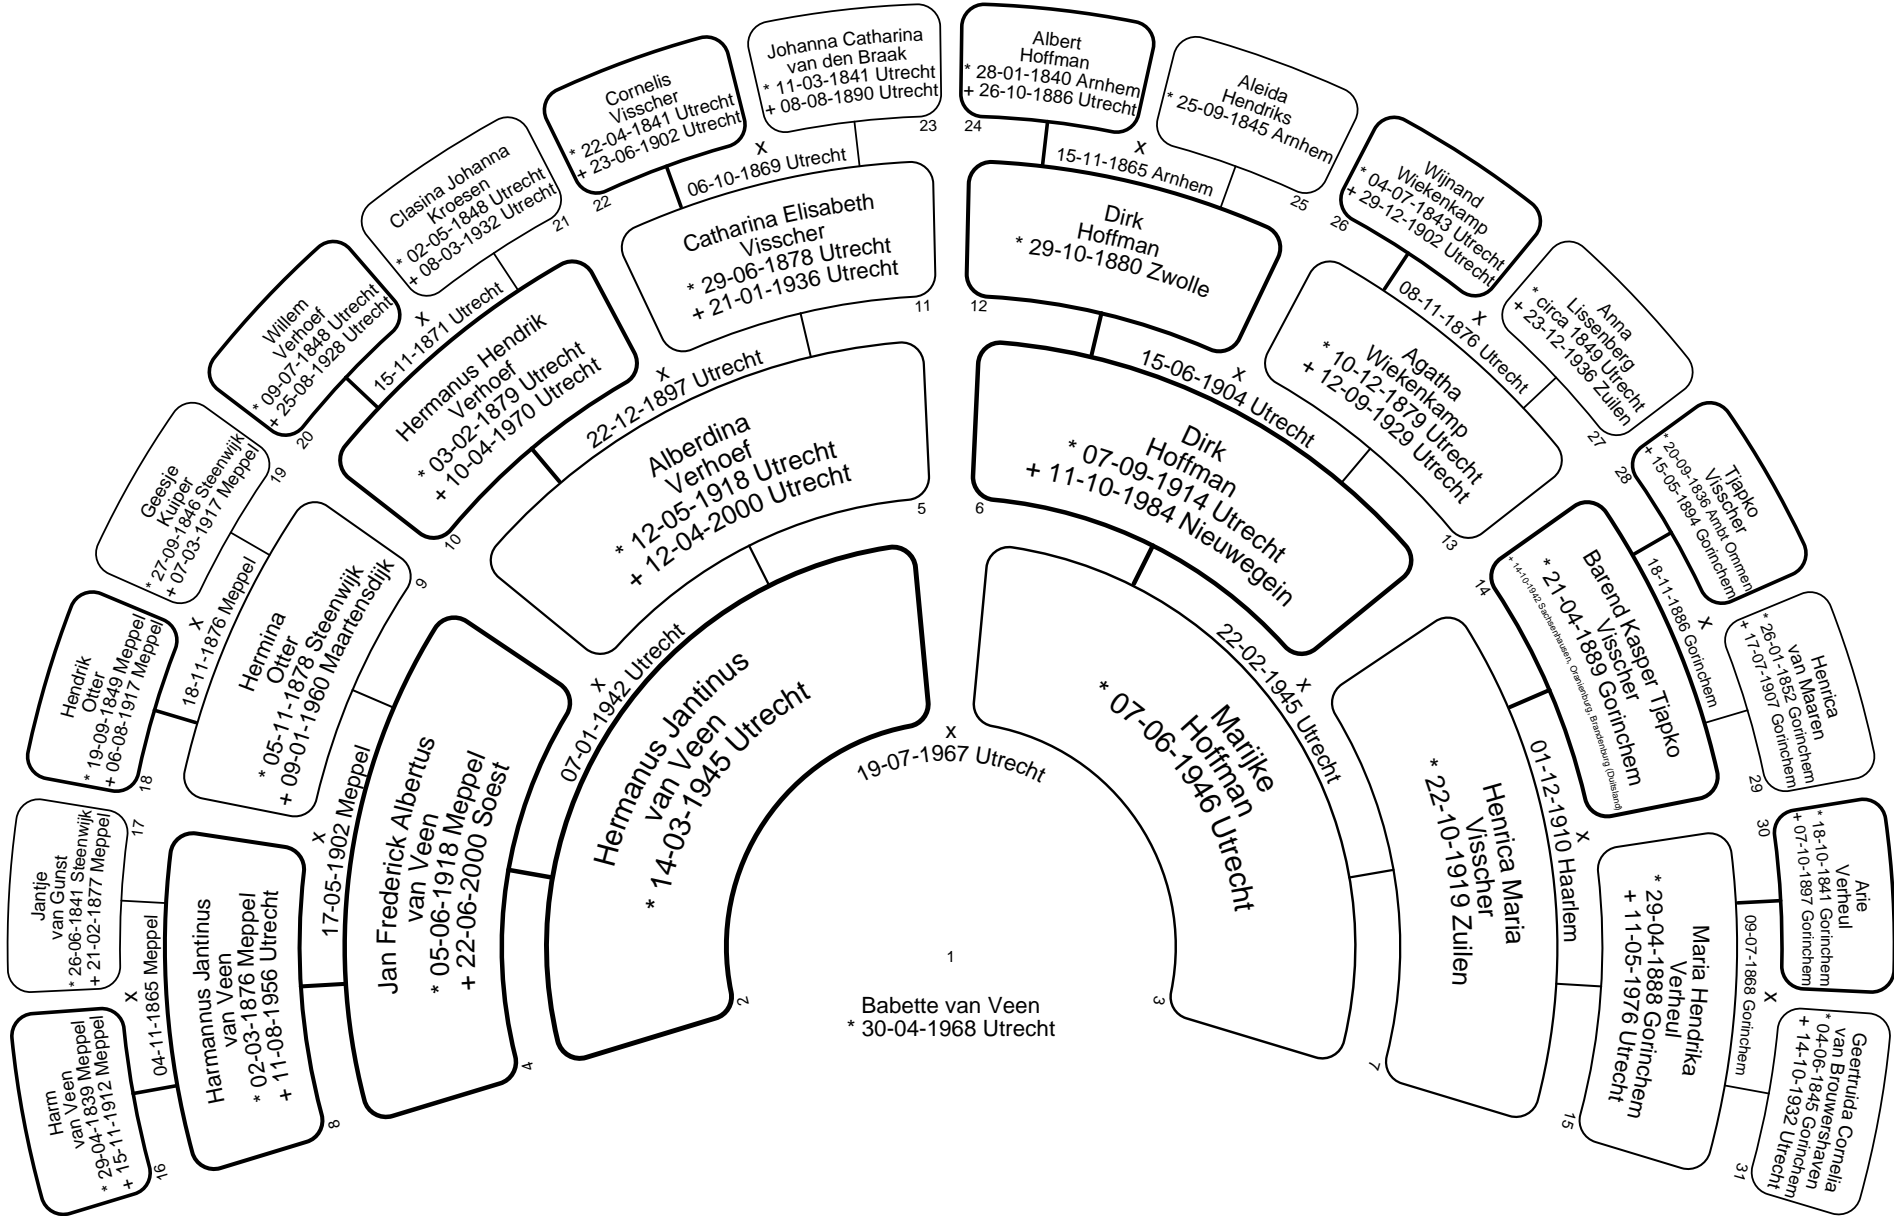 1
Babette van Veen
* 30-04-1968 Utrecht
2
Hermanus Jantinus
van Veen
* 14-03-1945 Utrecht
x
19-07-1967 Utrecht
3
Marijke
Hoffman
* 07-06-1946 Utrecht
4
Jan Frederick Albertus
van Veen
* 05-06-1918 Meppel
+ 22-06-2000 Soest
x
07-01-1942 Utrecht
5
Alberdina
Verhoef
* 12-05-1918 Utrecht
+ 12-04-2000 Utrecht
6
Dirk
Hoffman
* 07-09-1914 Utrecht
+ 11-10-1984 Nieuwegein
x
22-02-1945 Utrecht
7
Henrica Maria
Visscher
* 22-10-1919 Zuilen
8
Harmannus Jantinus
van Veen
* 02-03-1876 Meppel
+ 11-08-1956 Utrecht
x
17-05-1902 Meppel
9
Hermina
Otter
* 05-11-1878 Steenwijk
+ 09-01-1960 Maartensdijk
10
Hermanus Hendrik
Verhoef
* 03-02-1879 Utrecht
+ 10-04-1970 Utrecht
x
22-12-1897 Utrecht
11
Catharina Elisabeth
Visscher
* 29-06-1878 Utrecht
+ 21-01-1936 Utrecht
12
Dirk
Hoffman
* 29-10-1880 Zwolle
x
15-06-1904 Utrecht
13
Agatha
Wiekenkamp
* 10-12-1879 Utrecht
+ 12-09-1929 Utrecht
14
Barend Kasper Tjapko
Visscher
* 21-04-1889 Gorinchem
+ 14-10-1942 Sachsenhausen, Oranienburg, Brandenburg (Duitsland)
x
01-12-1910 Haarlem
15
Maria Hendrika
Verheul
* 29-04-1888 Gorinchem
+ 11-05-1976 Utrecht
16
Harm
van Veen
* 29-04-1839 Meppel
+ 15-11-1912 Meppel
x
04-11-1865 Meppel
17
Jantje
van Gunst
* 26-06-1841 Steenwijk
+ 21-02-1877 Meppel
18
Hendrik
Otter
* 19-09-1849 Meppel
+ 06-08-1917 Meppel
x
18-11-1876 Meppel
19
Geesje
Kuiper
* 27-09-1846 Steenwijk
+ 07-03-1917 Meppel
20
Willem
Verhoef
* 09-07-1848 Utrecht
+ 25-08-1928 Utrecht
x
15-11-1871 Utrecht
21
Clasina Johanna
Kroesen
* 02-05-1848 Utrecht
+ 08-03-1932 Utrecht
22
Cornelis
Visscher
* 22-04-1841 Utrecht
+ 23-06-1902 Utrecht
x
06-10-1869 Utrecht
23
Johanna Catharina
van den Braak
* 11-03-1841 Utrecht
+ 08-08-1890 Utrecht
24
Albert
Hoffman
* 28-01-1840 Arnhem
+ 26-10-1886 Utrecht
x
15-11-1865 Arnhem
25
Aleida
Hendriks
* 25-09-1845 Arnhem
26
Wijnand
Wiekenkamp
* 04-07-1843 Utrecht
+ 29-12-1902 Utrecht
x
08-11-1876 Utrecht
27
Anna
Lissenberg
* circa 1849 Utrecht
+ 23-12-1936 Zuilen
28
Tjapko
Visscher
* 20-09-1836 Ambt Ommen
+ 15-05-1894 Gorinchem
x
18-11-1886 Gorinchem
29
Henrica
van Maaren
* 26-01-1852 Gorinchem
+ 17-07-1907 Gorinchem
30
Arie
Verheul
* 18-10-1841 Gorinchem
+ 07-10-1897 Gorinchem
x
09-07-1868 Gorinchem
31
Geertruida Cornelia
van Brouwershaven
* 04-06-1845 Gorinchem
+ 14-10-1932 Utrecht